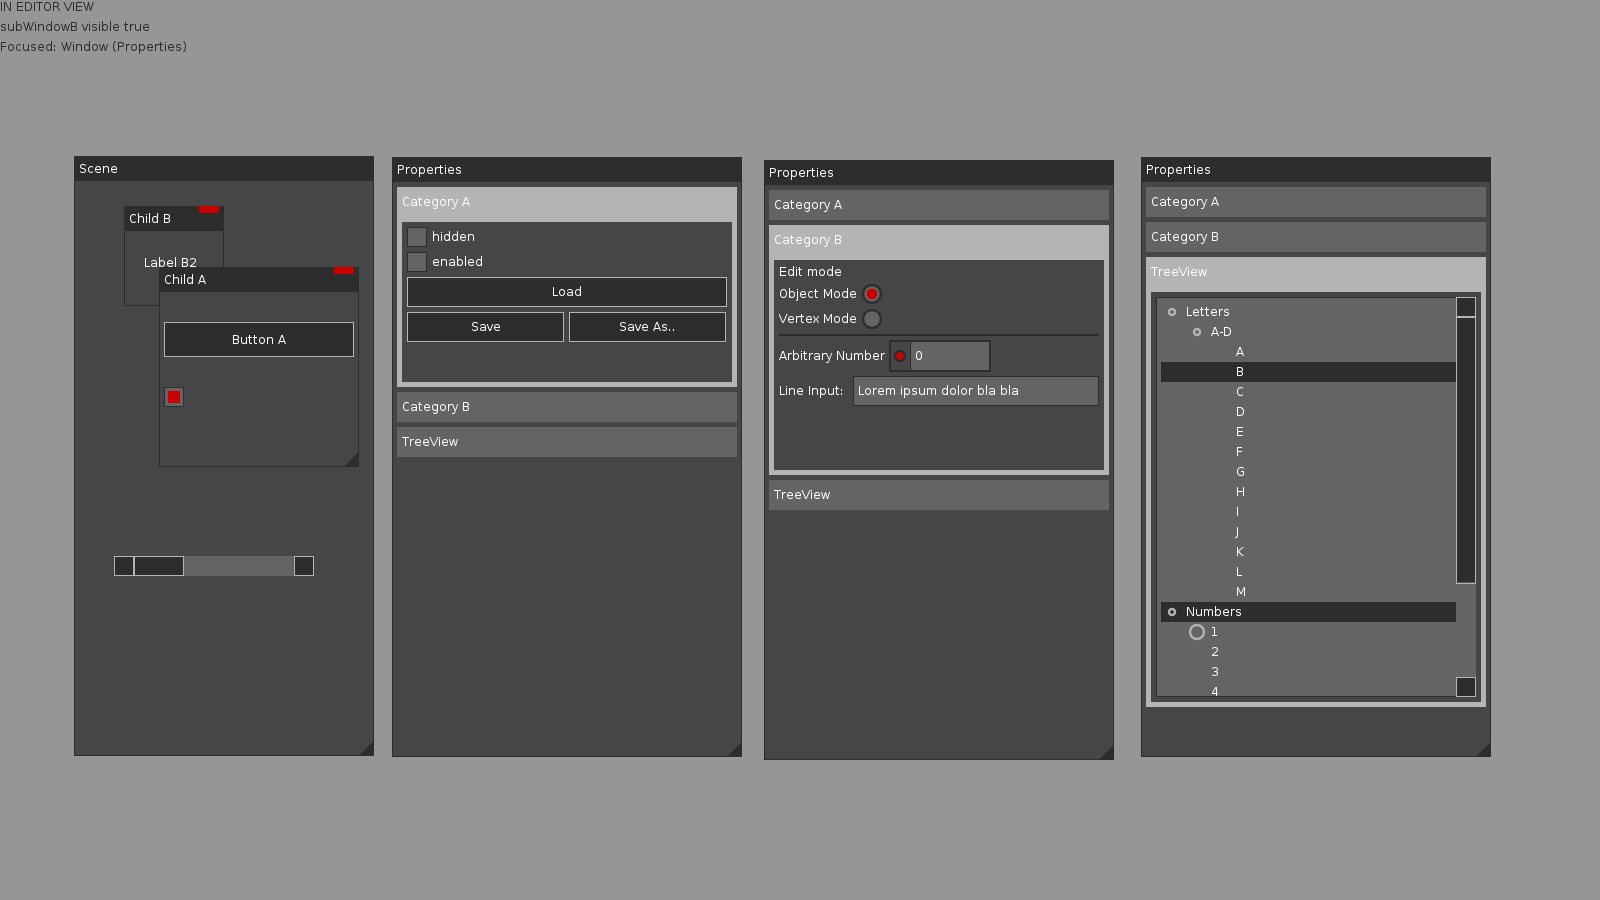 IN EDITOR VIEW
subWindowB visible true
Focused: Window (Properties)
Scene
Child B
Label B2
Child A
Button A
Properties
Category A
hidden
enabled
Load
Save Save As..
Category B
TreeView
Properties
Category A
Category B
Edit mode
Object Mode
Vertex Mode
Arbitrary Number 0
Line Input: Lorem ipsum dolor bla bla
TreeView
Properties
Category A
Category B
TreeView
Letters
A-D
A
B
C
D
E
F
G
H
I
J
K
L
M
Numbers
1
2
3
4